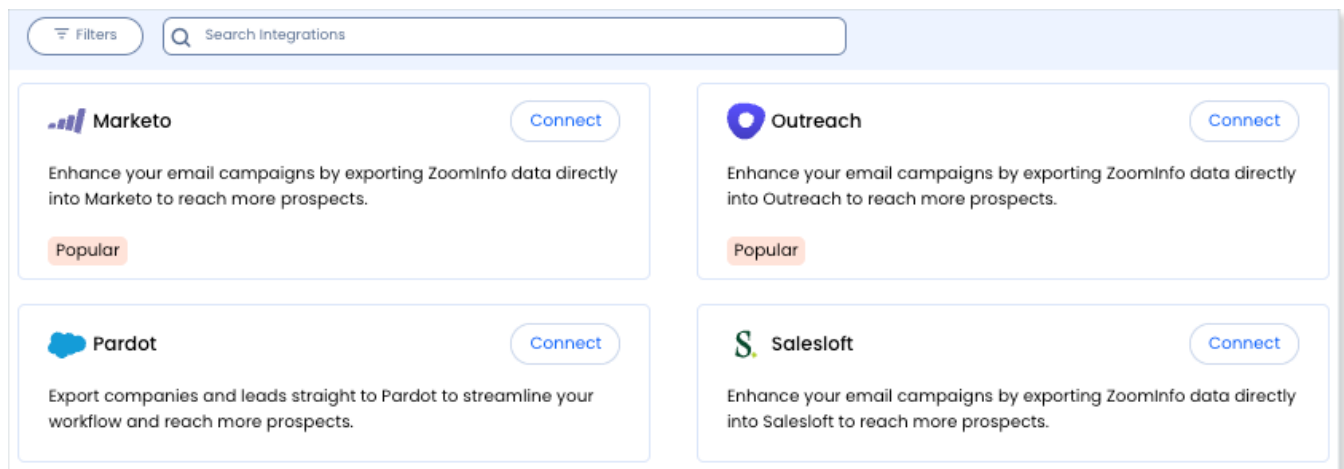 Filters
Search Integrations
Marketo
Connect
Enhance your email campaigns by exporting ZoomInfo data directly
into Marketo to reach more prospects.
Popular
Outreach
Connect
Enhance your email campaigns by exporting ZoomInfo data directly
into Outreach to reach more prospects.
Popular
Pardot
Connect
Export companies and leads straight to Pardot to streamline your
workflow and reach more prospects.
S. Salesloft
Connect
Enhance your email campaigns by exporting ZoomInfo data directly
into Salesloft to reach more prospects.